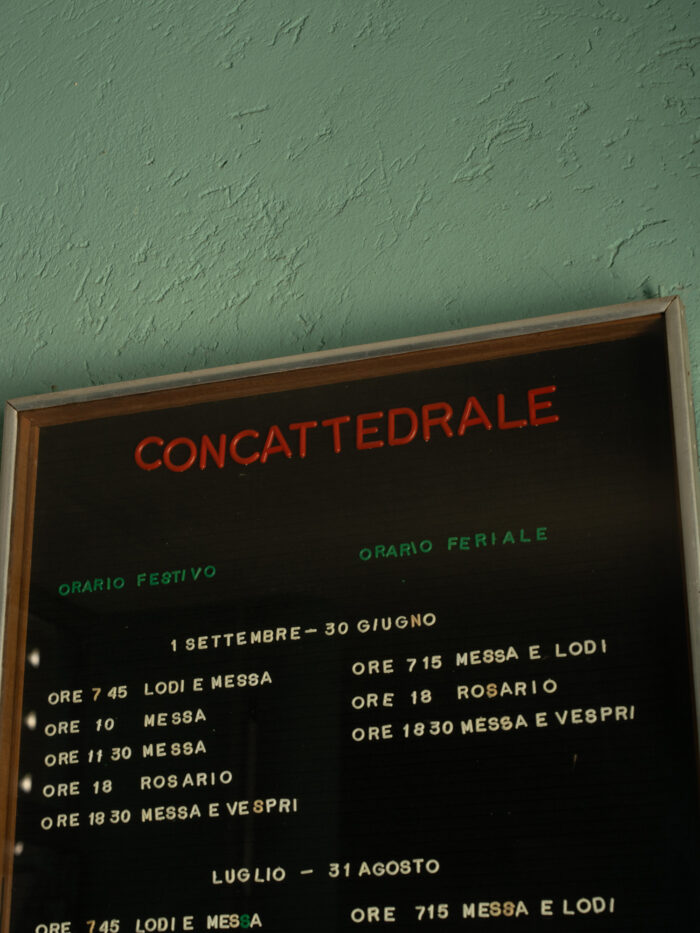 CONCATTEDRALE
ORARIO FESTIVO
ORARIO FERIALE
1 SETTEMBRE - 30 GIUGNO
ORE 7 45 LODI E MESSA
ORE 10 MESSA
ORE 11 30 MESSA
ORE 18 ROSARIO
ORE 18 30 MESSA E VESPRI
ORE 7 15 MESSA E LODI
ORE 18 ROSARIO
ORE 18 30 MESSA E VESPRI
LUGLIO - 31 AGOSTO
ORE 7 45 LODI E MESSA
ORE 7 15 MESSA E LODI